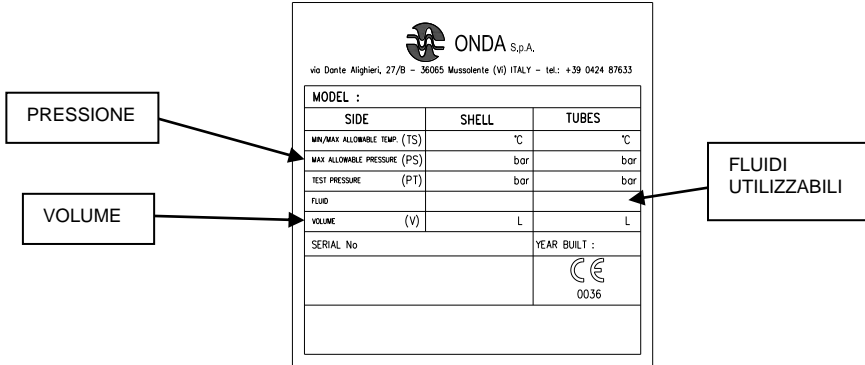 ONDA S.p.A.
via Dante Alighieri, 27/B - 36065 Mussolente (Vi) ITALY - tel.: +39 0424 87633
MODEL :
SIDE SHELL TUBES
MIN/MAX ALLOWABLE TEMP. (TS) °C °C
PRESSIONE
MAX ALLOWABLE PRESSURE (PS) bar bar
TEST PRESSURE (PT) bar bar
FLUIDI
UTILIZZABILI
FLUID
VOLUME
VOLUME (V) L L
SERIAL No YEAR BUILT :
CE
0036